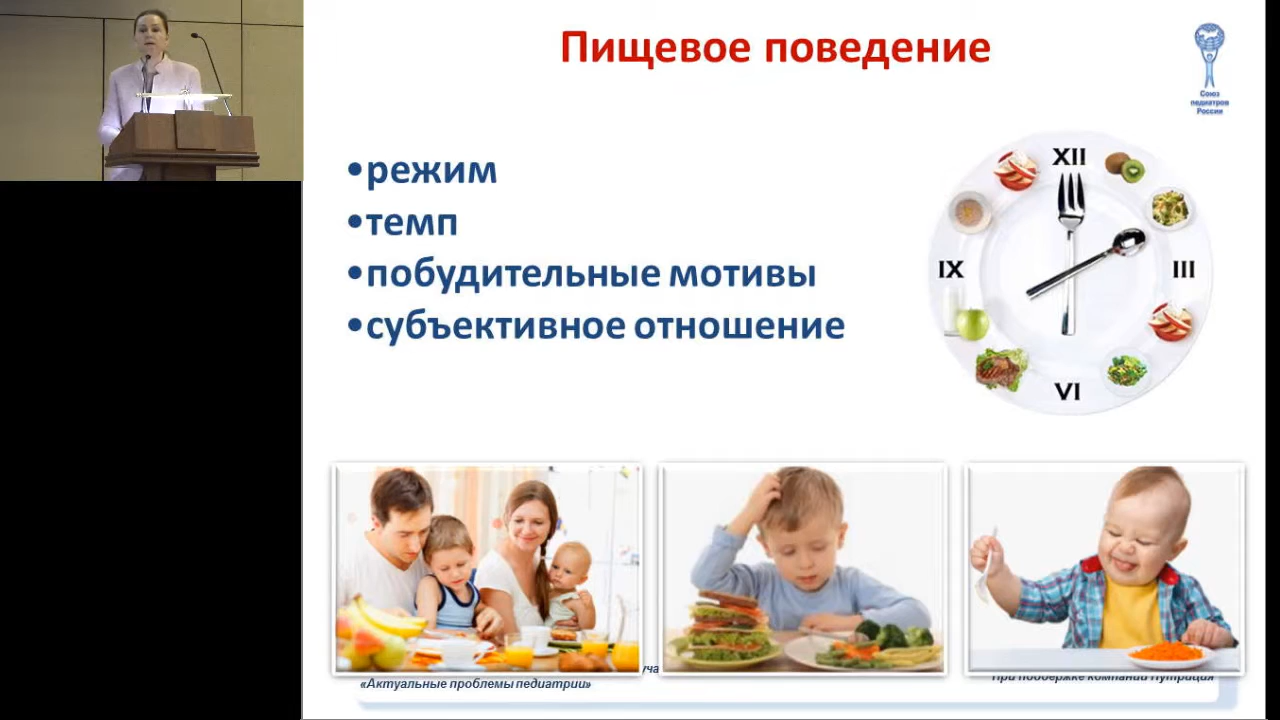 Пищевое поведение
Союз
педиатров
России
•режим
•темп
•побудительные мотивы
•субъективное отношение
XII
III
VI
IX
«Актуальные проблемы педиатрии»
При поддержке компании Нутриция